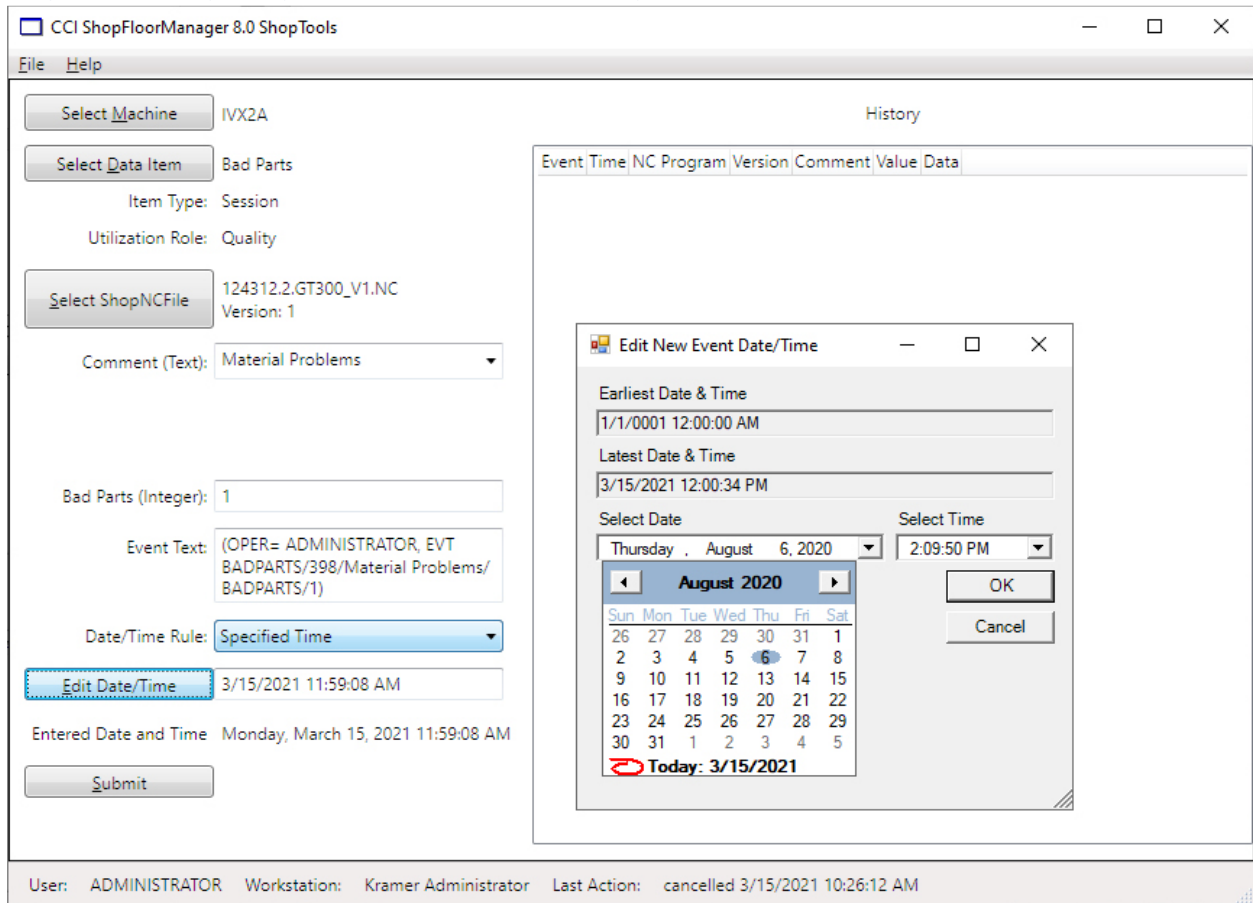 CCI ShopFloorManager 8.0 ShopTools
File Help
Select Machine IVX2A
History
Select Data Item Bad Parts
Event Time NC Program Version Comment Value Data
Item Type: Session
Utilization Role: Quality
Select ShopNCFile 124312.2.GT300_V1.NC
Version: 1
Comment (Text): Material Problems
Bad Parts (Integer): 1
Event Text: (OPER= ADMINISTRATOR, EVT
BADPARTS/398/Material Problems/
BADPARTS/1)
Date/Time Rule: Specified Time
Edit Date/Time 3/15/2021 11:59:08 AM
Entered Date and Time Monday, March 15, 2021 11:59:08 AM
Submit
Edit New Event Date/Time
Earliest Date & Time
1/1/0001 12:00:00 AM
Latest Date & Time
3/15/2021 12:00:34 PM
Select Date Select Time
Thursday , August 6, 2020 2:09:50 PM
August 2020
OK
Cancel
Sun Mon Tue Wed Thu Fri Sat
26 27 28 29 30 31 1
2 3 4 5 6 7 8
9 10 11 12 13 14 15
16 17 18 19 20 21 22
23 24 25 26 27 28 29
30 31 1 2 3 4 5
Today: 3/15/2021
User: ADMINISTRATOR Workstation: Kramer Administrator Last Action: cancelled 3/15/2021 10:26:12 AM